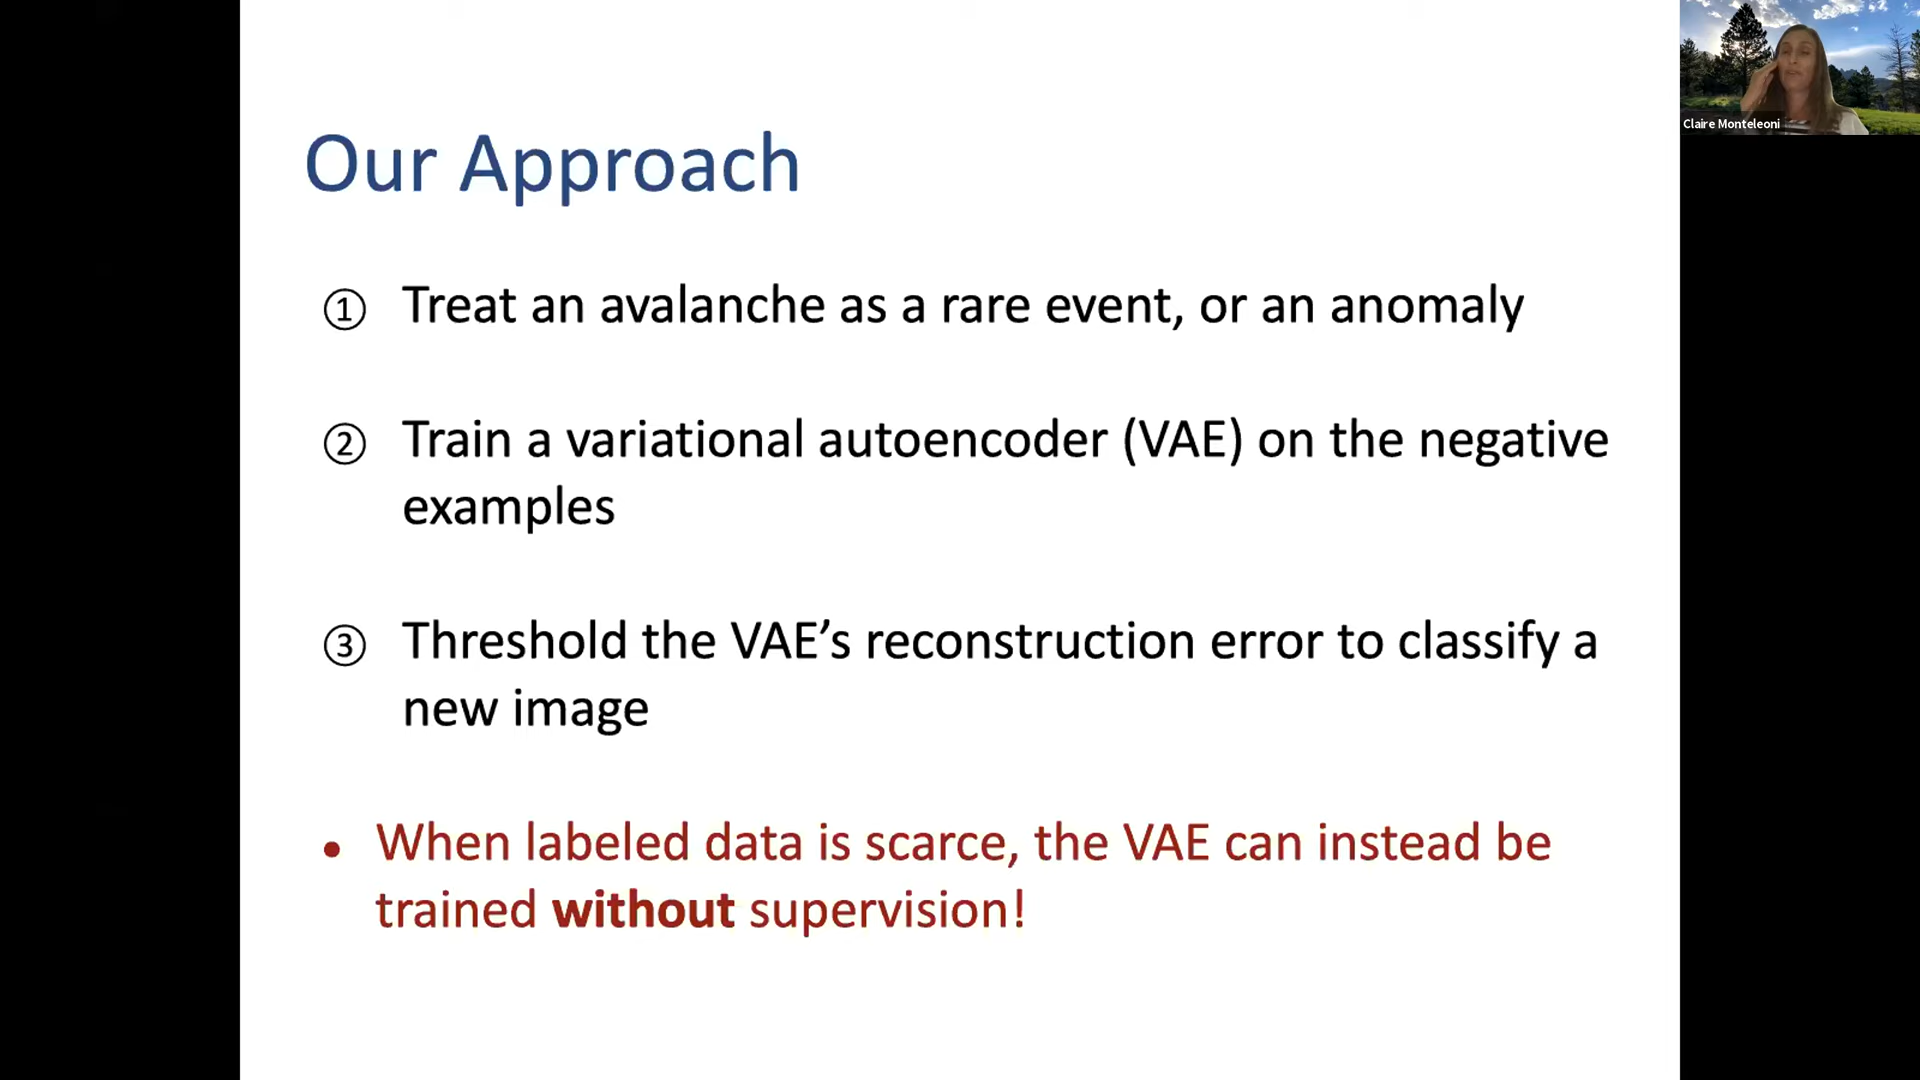 Claire Monteleoni
Our Approach
① Treat an avalanche as a rare event, or an anomaly
② Train a variational autoencoder (VAE) on the negative
examples
③ Threshold the VAE’s reconstruction error to classify a
new image
• When labeled data is scarce, the VAE can instead be
trained without supervision!